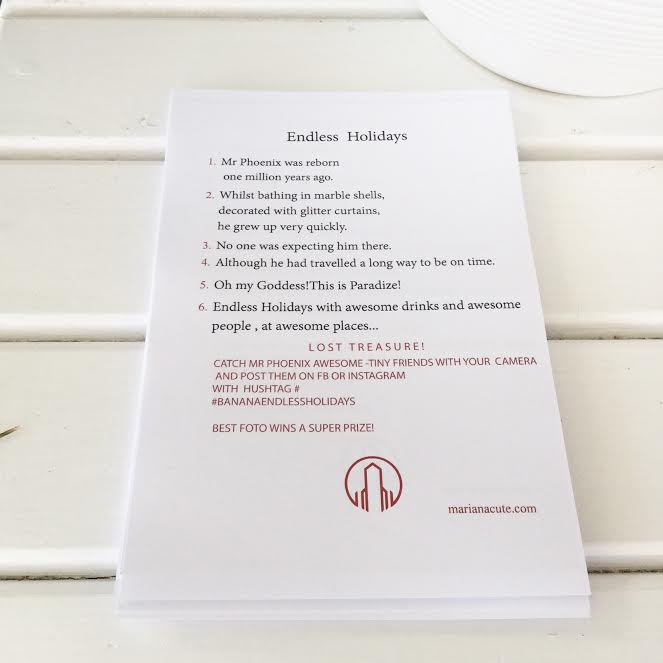 Endless Holidays
1. Mr Phoenix was reborn
one million years ago.
2. Whilst bathing in marble shells,
decorated with glitter curtains,
he grew up very quickly.
3. No one was expecting him there.
4. Although he had travelled a long way to be on time.
5. Oh my Goddess!This is Paradize!
6. Endless Holidays with awesome drinks and awesome
people , at awesome places...
LOST TREASURE!
CATCH MR PHOENIX AWESOME -TINY FRIENDS WITH YOUR CAMERA
AND POST THEM ON FB OR INSTAGRAM
WITH HUSHTAG #
#BANANAENDLESSHOLIDAYS
BEST FOTO WINS A SUPER PRIZE!
marianacute.com